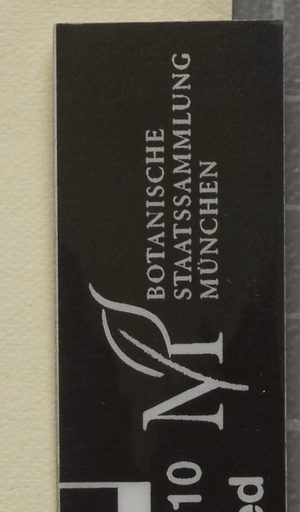 BOTANISCHE
STAATSSAMMLUNG
MÜNCHEN
M
10